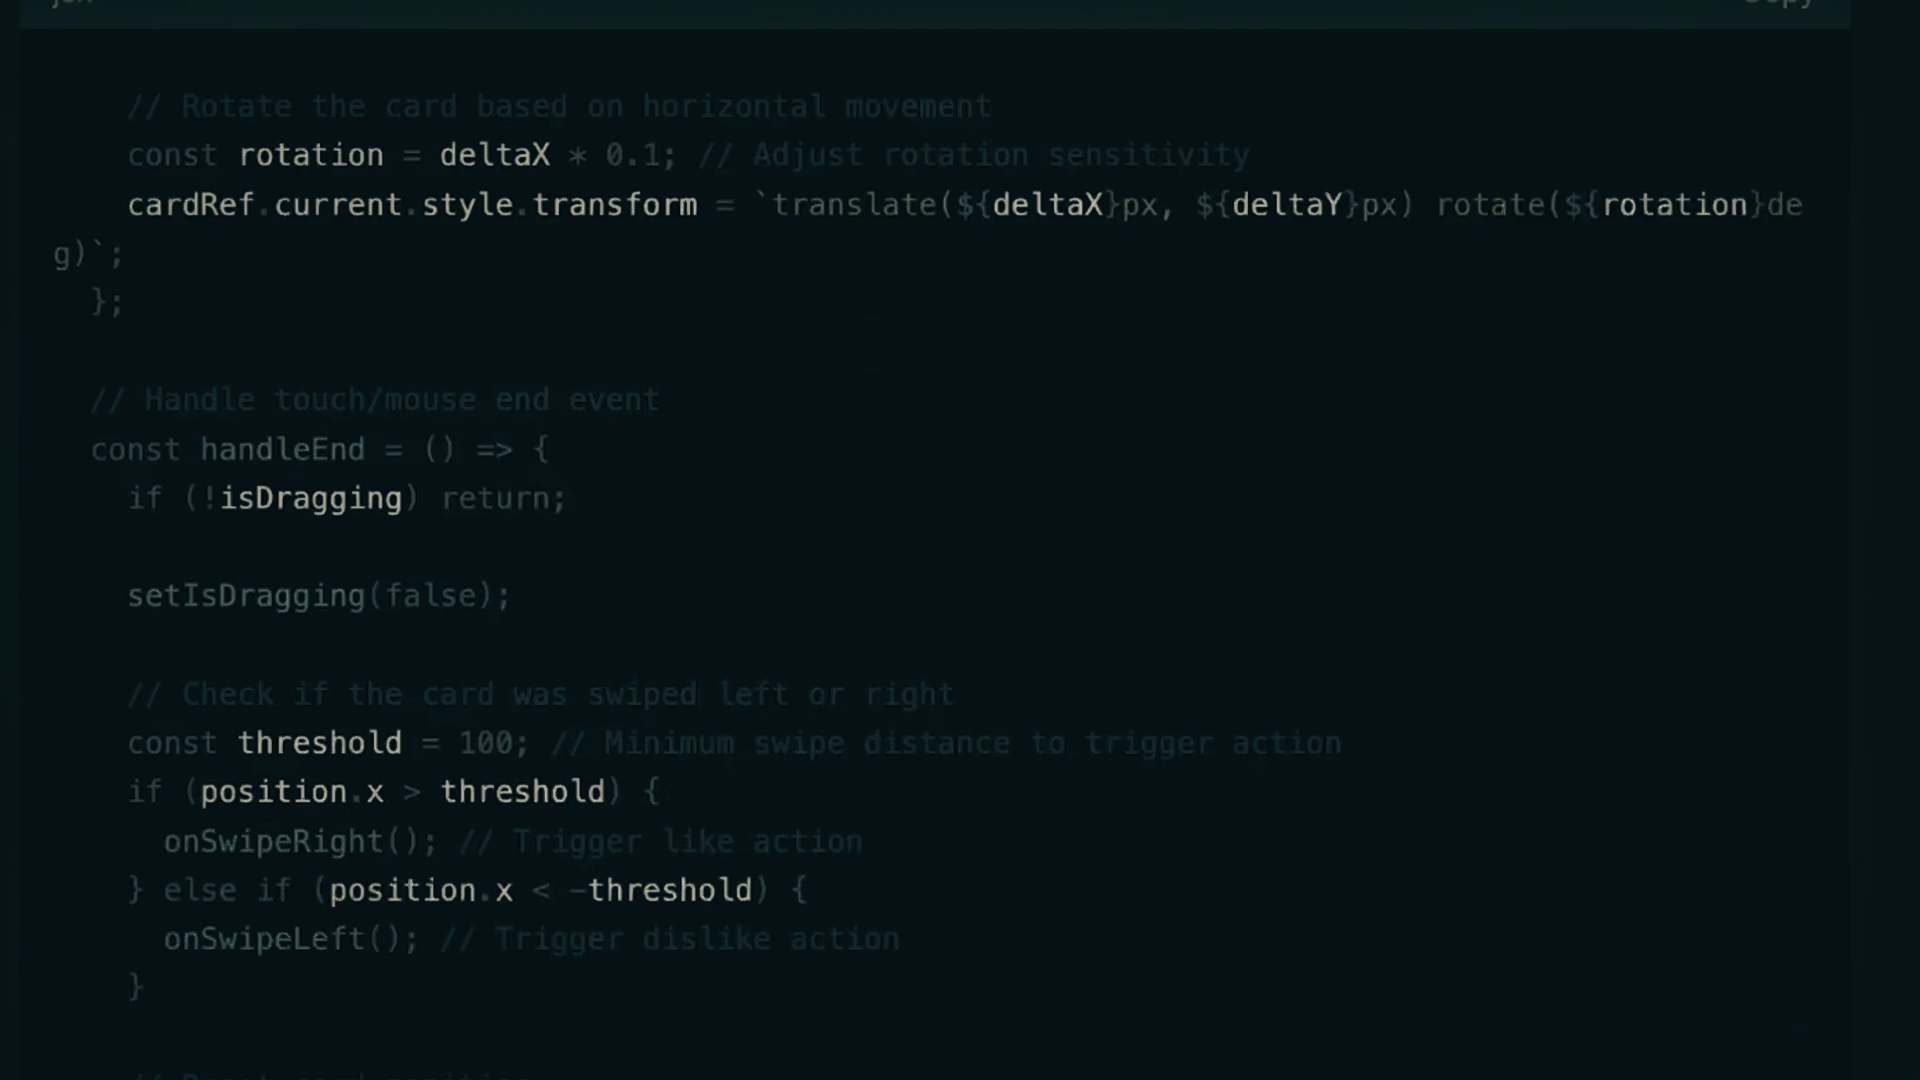 // Rotate the card based on horizontal movement
const rotation = deltaX * 0.1; // Adjust rotation sensitivity
cardRef.current.style.transform = `translate(${deltaX}px, ${deltaY}px) rotate(${rotation}de
g)`;
};
// Handle touch/mouse end event
const handleEnd = () => {
if (!isDragging) return;
setIsDragging(false);
// Check if the card was swiped left or right
const threshold = 100; // Minimum swipe distance to trigger action
if (position.x > threshold) {
onSwipeRight(); // Trigger like action
} else if (position.x < -threshold) {
onSwipeLeft(); // Trigger dislike action
}